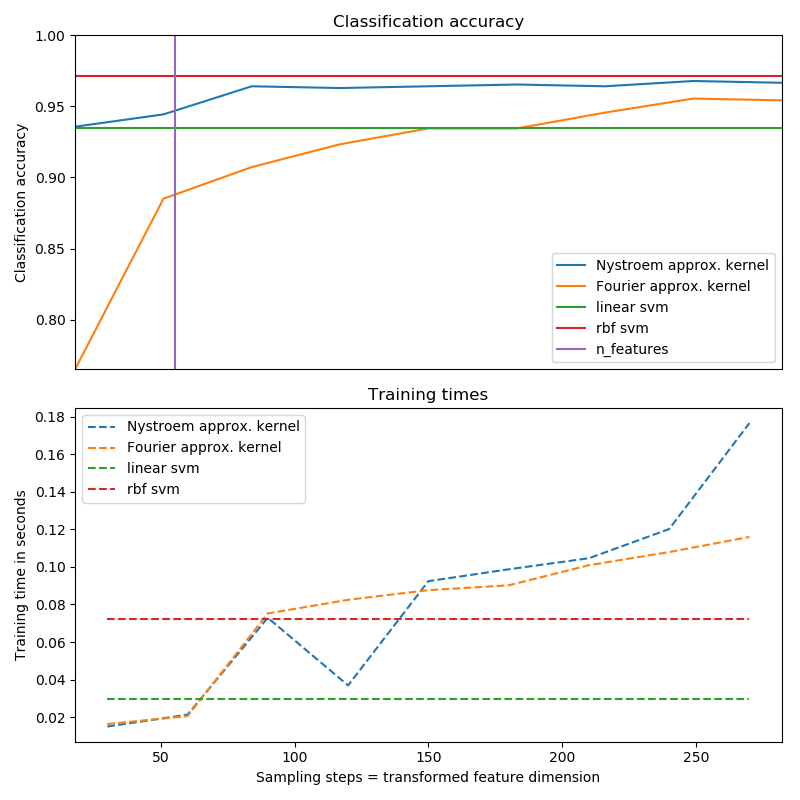 Classification accuracy
1.00
0.95
0.90
0.85
0.80
Classification accuracy
Nystroem approx. kernel
Fourier approx. kernel
linear svm
rbf svm
n_features
Training times
0.18
0.16
0.14
0.12
0.10
0.08
0.06
0.04
0.02
Training time in seconds
Nystroem approx. kernel
Fourier approx. kernel
linear svm
rbf svm
50
100
150
200
250
Sampling steps = transformed feature dimension